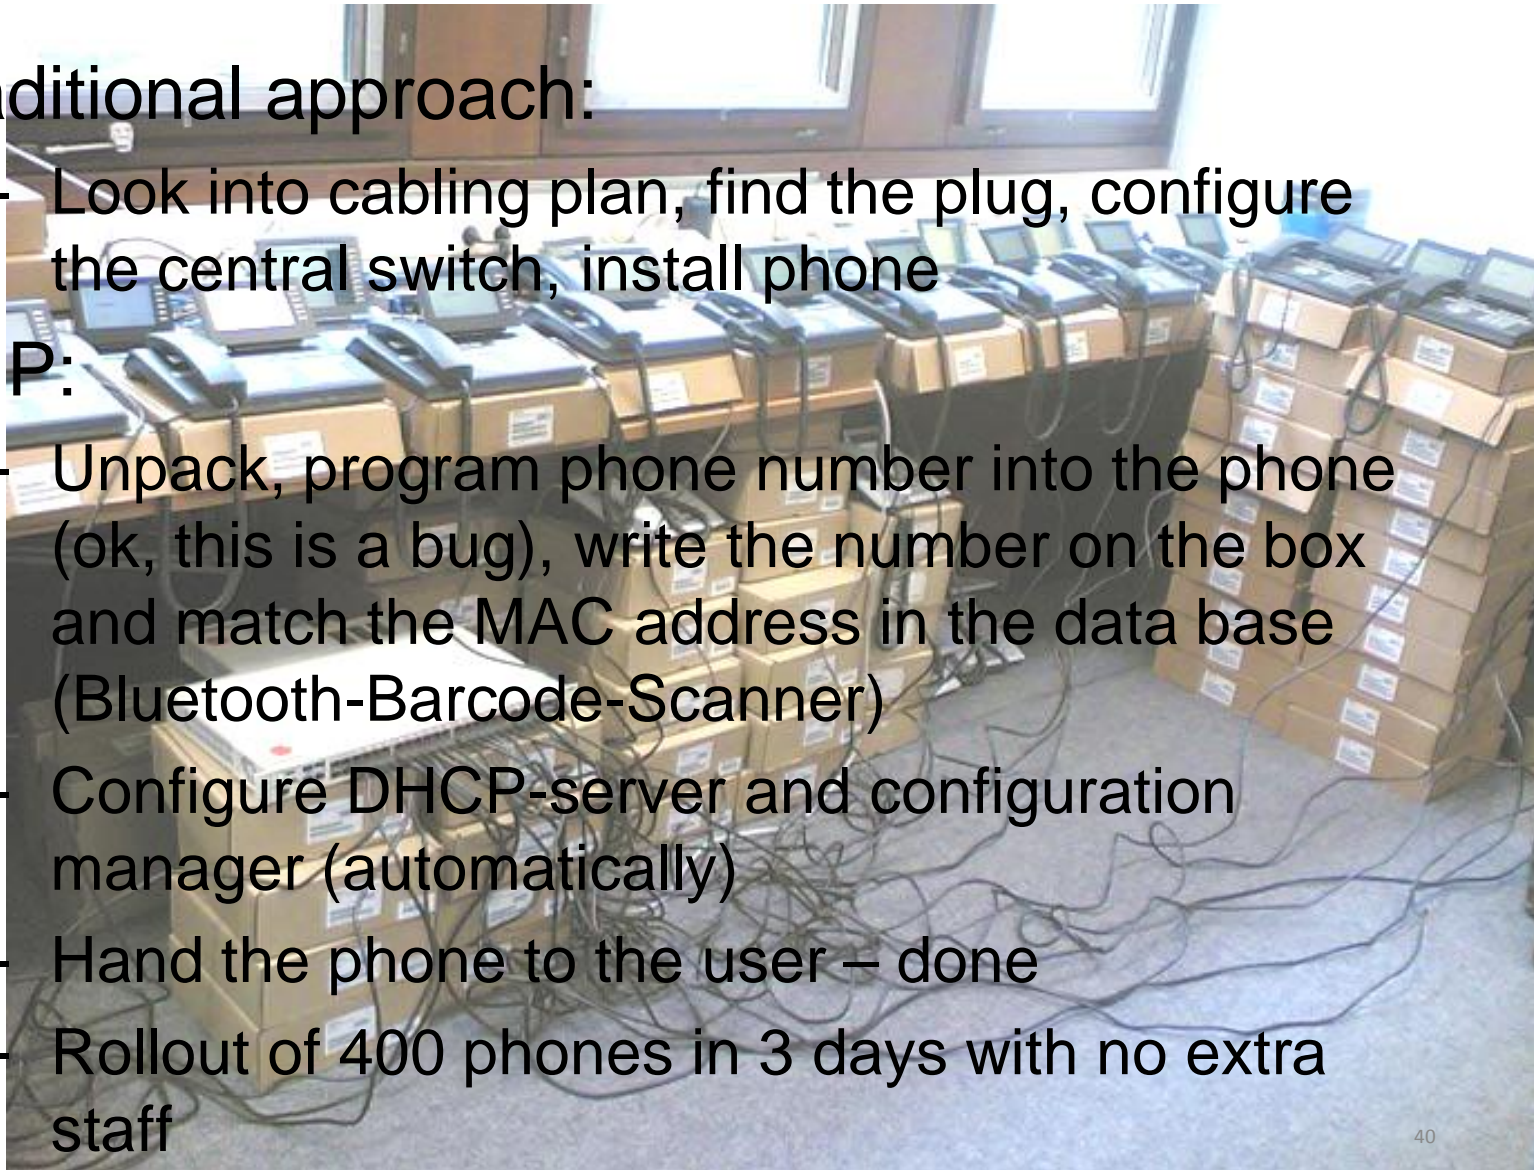 aditional approach:
- Look into cabling plan, find the plug, configure
the central switch, install phone
P:
- Unpack, program phone number into the phone
(ok, this is a bug), write the number on the box
and match the MAC address in the data base
(Bluetooth-Barcode-Scanner)
- Configure DHCP-server and configuration
manager (automatically)
- Hand the phone to the user – done
- Rollout of 400 phones in 3 days with no extra
staff
40